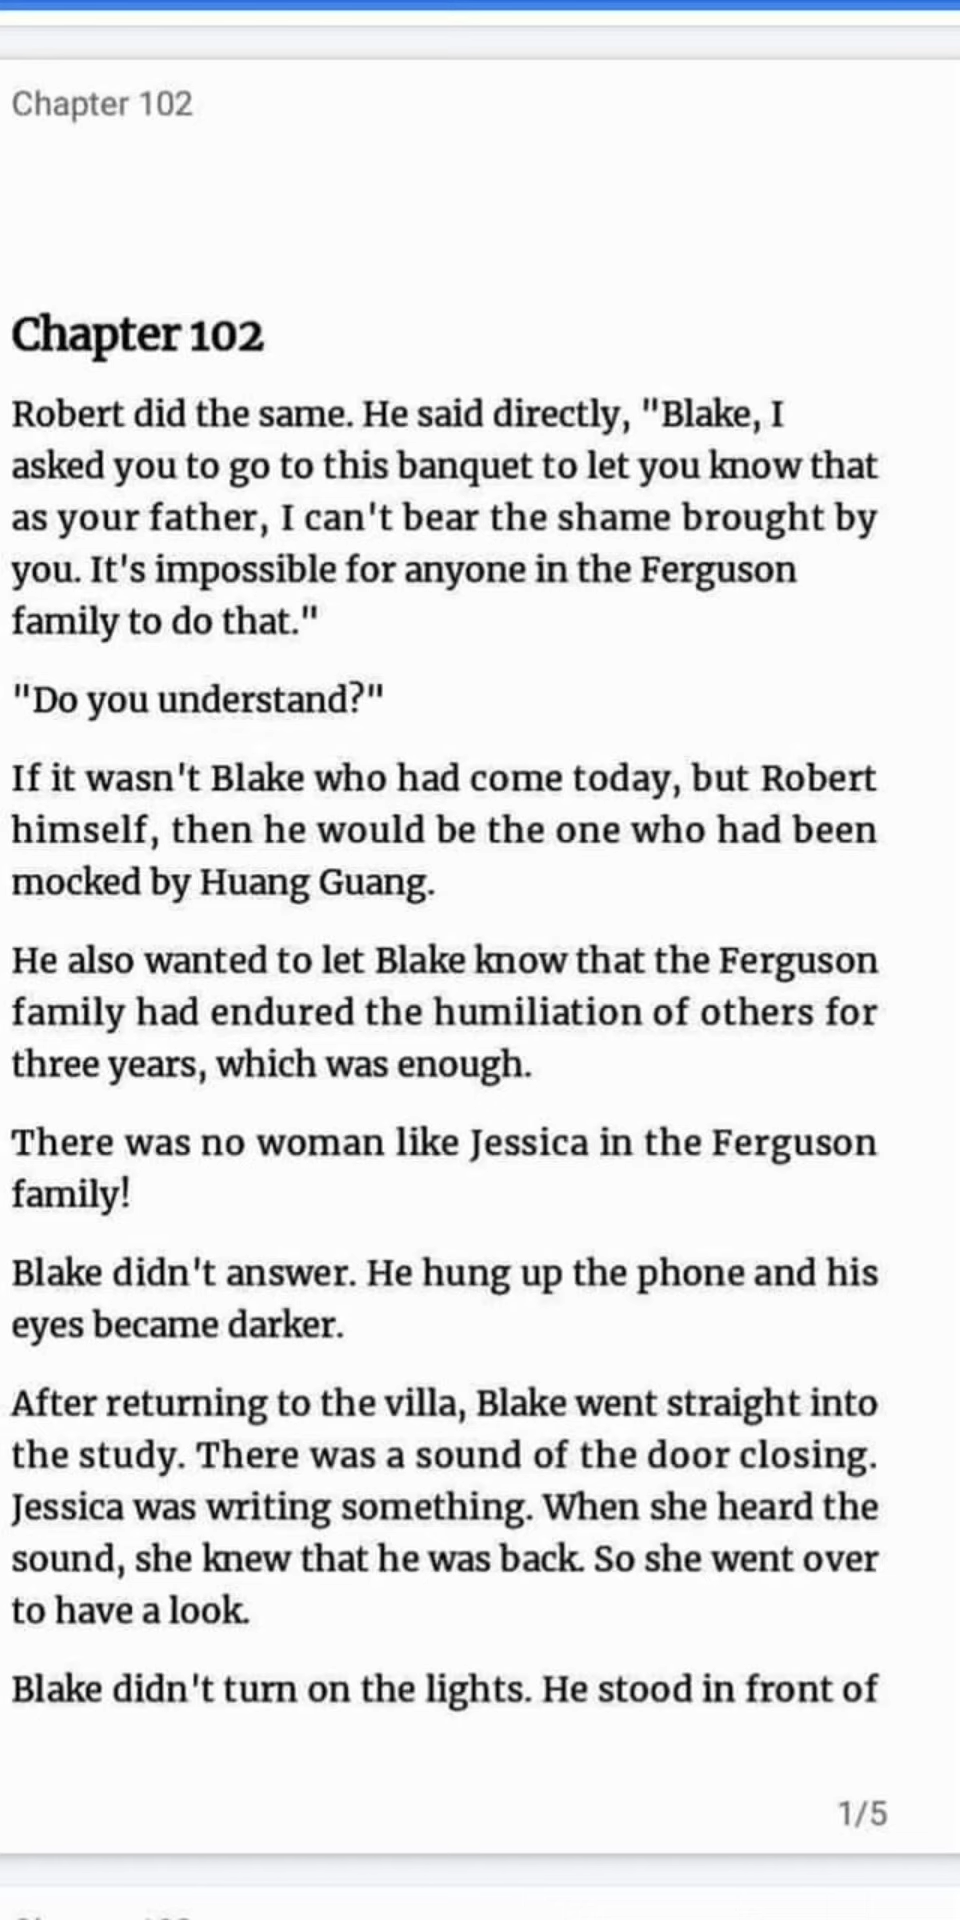 Chapter 102
Chapter 102
Robert did the same. He said directly, "Blake, I
asked you to go to this banquet to let you know that
as your father, I can't bear the shame brought by
you. It's impossible for anyone in the Ferguson
family to do that."
"Do you understand?"
If it wasn't Blake who had come today, but Robert
himself, then he would be the one who had been
mocked by Huang Guang.
He also wanted to let Blake know that the Ferguson
family had endured the humiliation of others for
three years, which was enough.
There was no woman like Jessica in the Ferguson
family!
Blake didn't answer. He hung up the phone and his
eyes became darker.
After returning to the villa, Blake went straight into
the study. There was a sound of the door closing.
Jessica was writing something. When she heard the
sound, she knew that he was back. So she went over
to have a look.
Blake didn't turn on the lights. He stood in front of
1/5